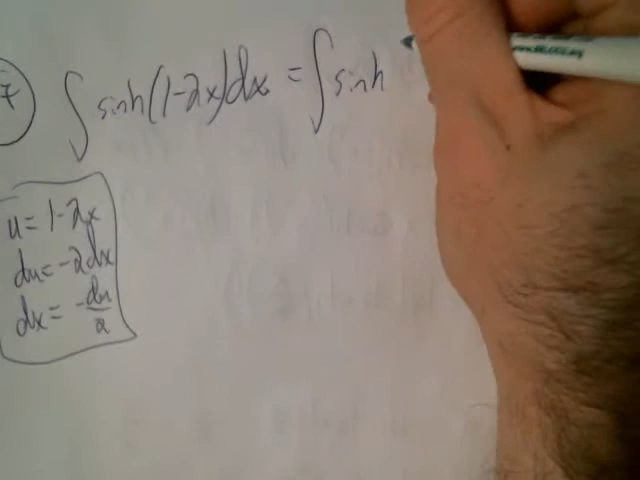 7 ∫ sinh(1-2x)dx = ∫ sinh
u = 1-2x
du = -2dx
dx = -du/2